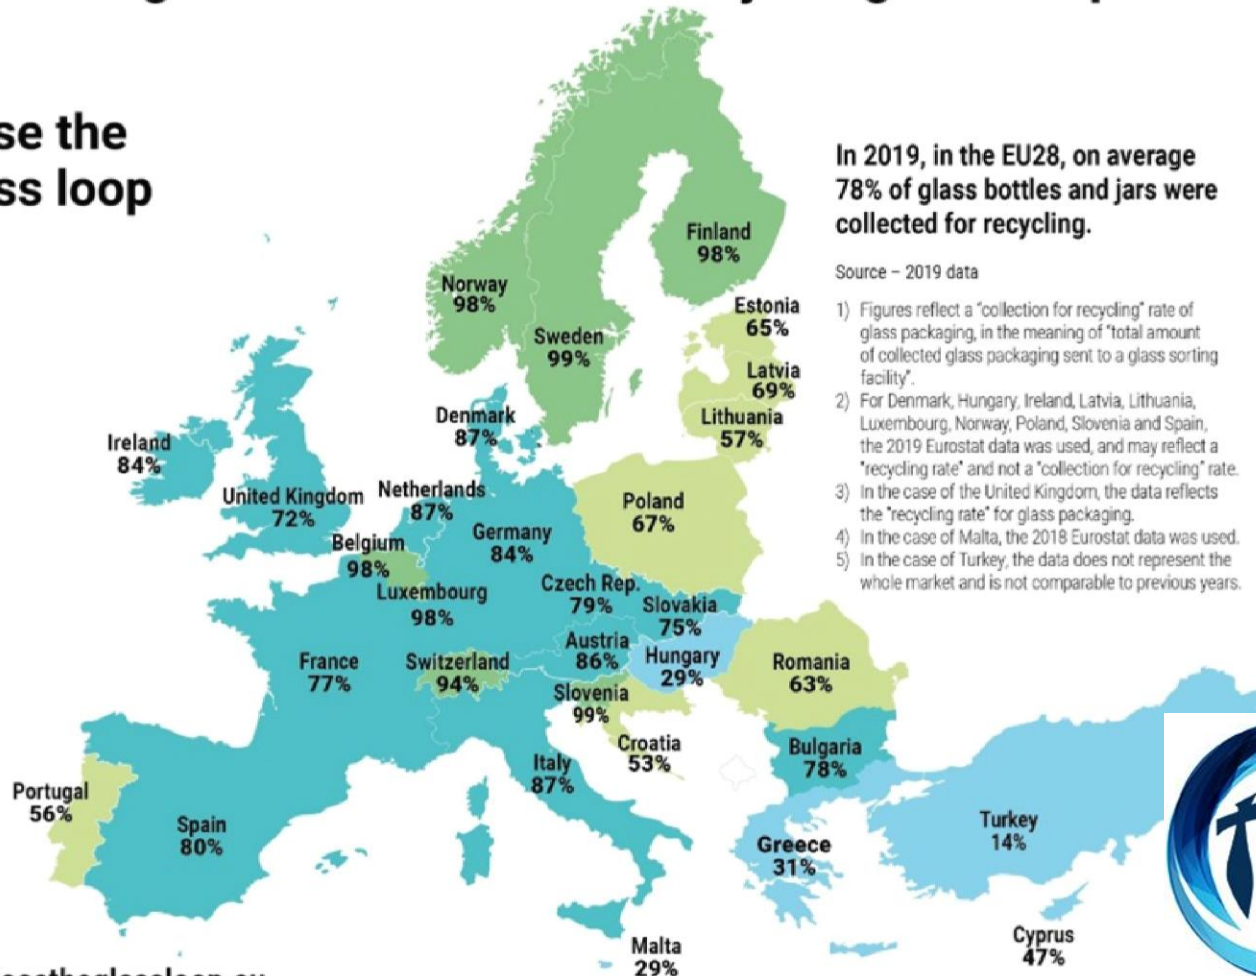 se the
ss loop
In 2019, in the EU28, on average
78% of glass bottles and jars were
collected for recycling.
Source – 2019 data
1) Figures reflect a "collection for recycling" rate of
glass packaging, in the meaning of "total amount
of collected glass packaging sent to a glass sorting
facility".
2) For Denmark, Hungary, Ireland, Latvia, Lithuania,
Luxembourg, Norway, Poland, Slovenia and Spain,
the 2019 Eurostat data was used, and may reflect a
"recycling rate" and not a "collection for recycling" rate.
3) In the case of the United Kingdom, the data reflects
the "recycling rate" for glass packaging.
4) In the case of Malta, the 2018 Eurostat data was used.
5) In the case of Turkey, the data does not represent the
whole market and is not comparable to previous years.
Finland
98%
Norway
98%
Sweden
99%
Estonia
65%
Latvia
69%
Lithuania
57%
Denmark
87%
Ireland
84%
United Kingdom
72%
Netherlands
87%
Poland
67%
Germany
84%
Belgium
98%
Luxembourg
98%
Czech Rep.
79%
Slovakia
75%
Austria
86%
Hungary
29%
France
77%
Switzerland
94%
Romania
63%
Slovenia
99%
Croatia
53%
Bulgaria
78%
Italy
87%
Portugal
56%
Spain
80%
Turkey
14%
Greece
31%
Cyprus
47%
Malta
29%